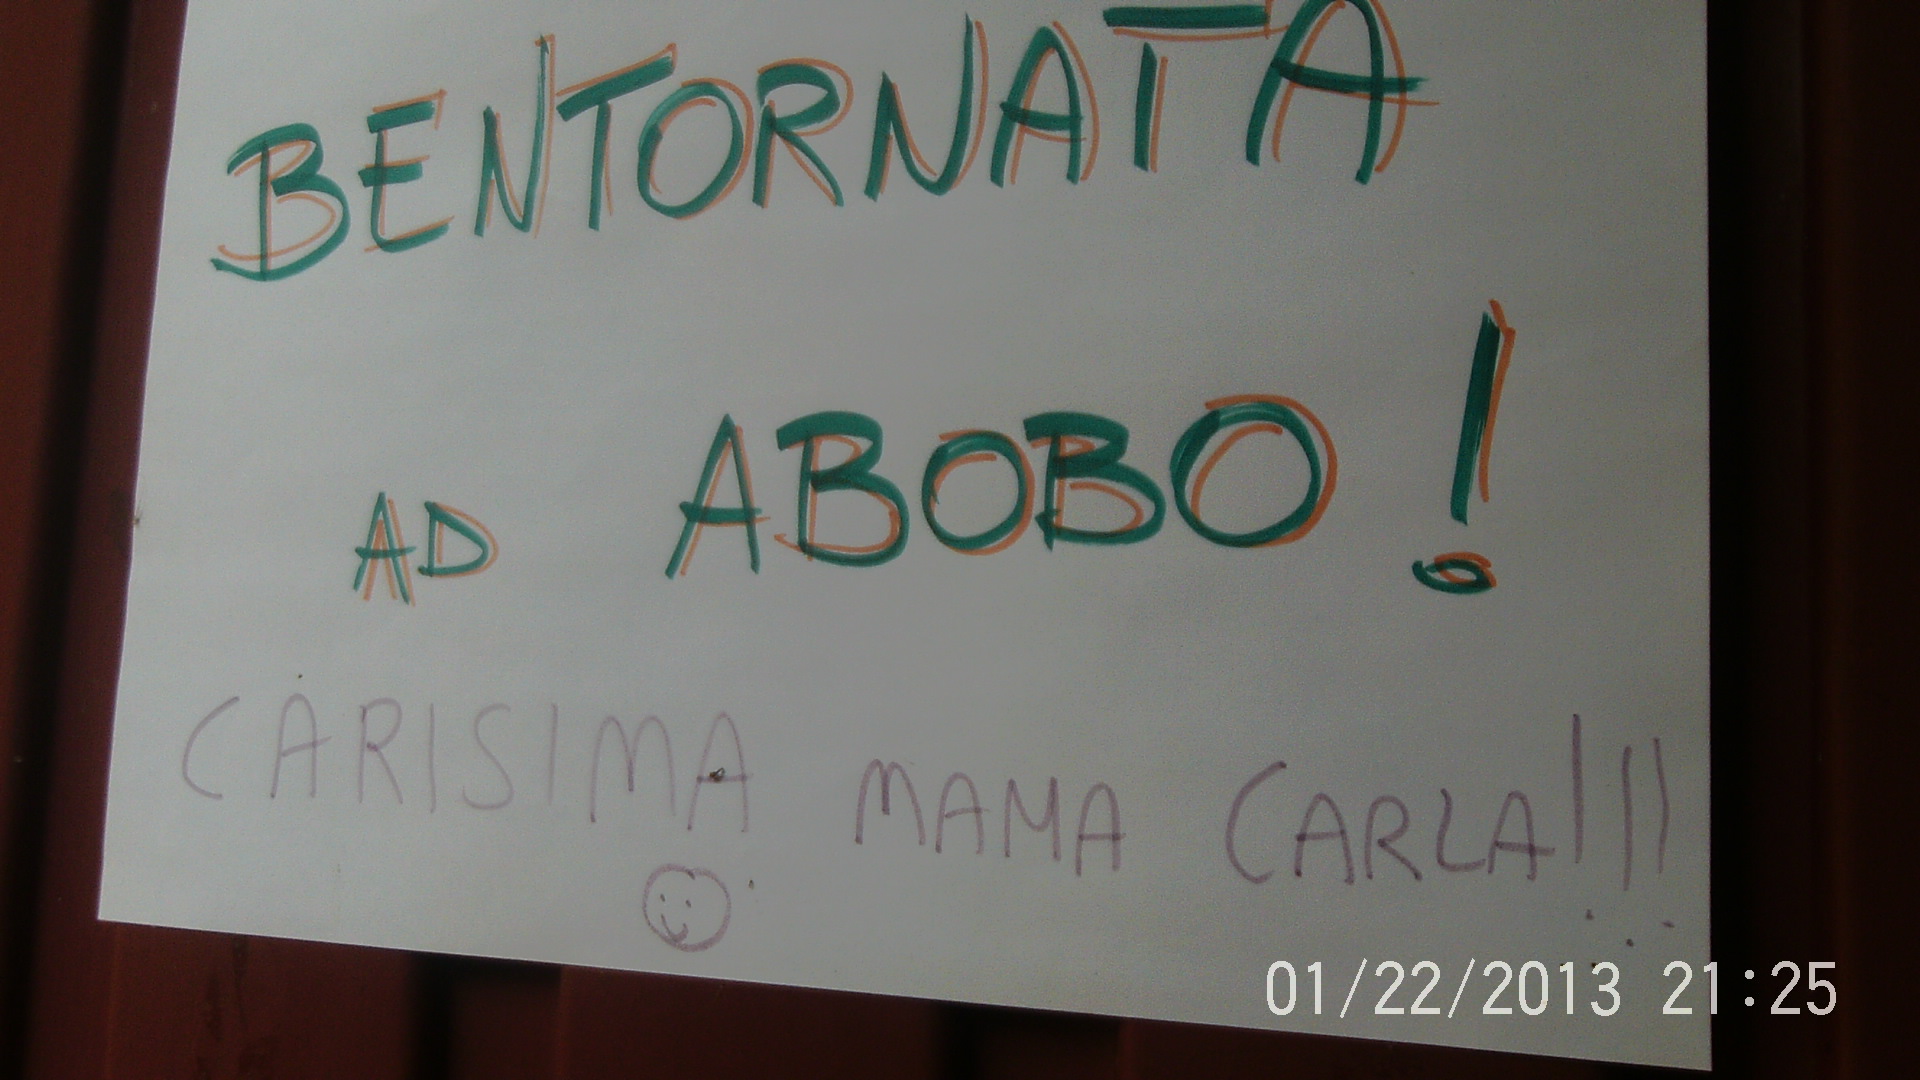 BENTORNATA
AD ABOBO!
CARISIMA MAMA CARLA!!!
01/22/2013 21:25